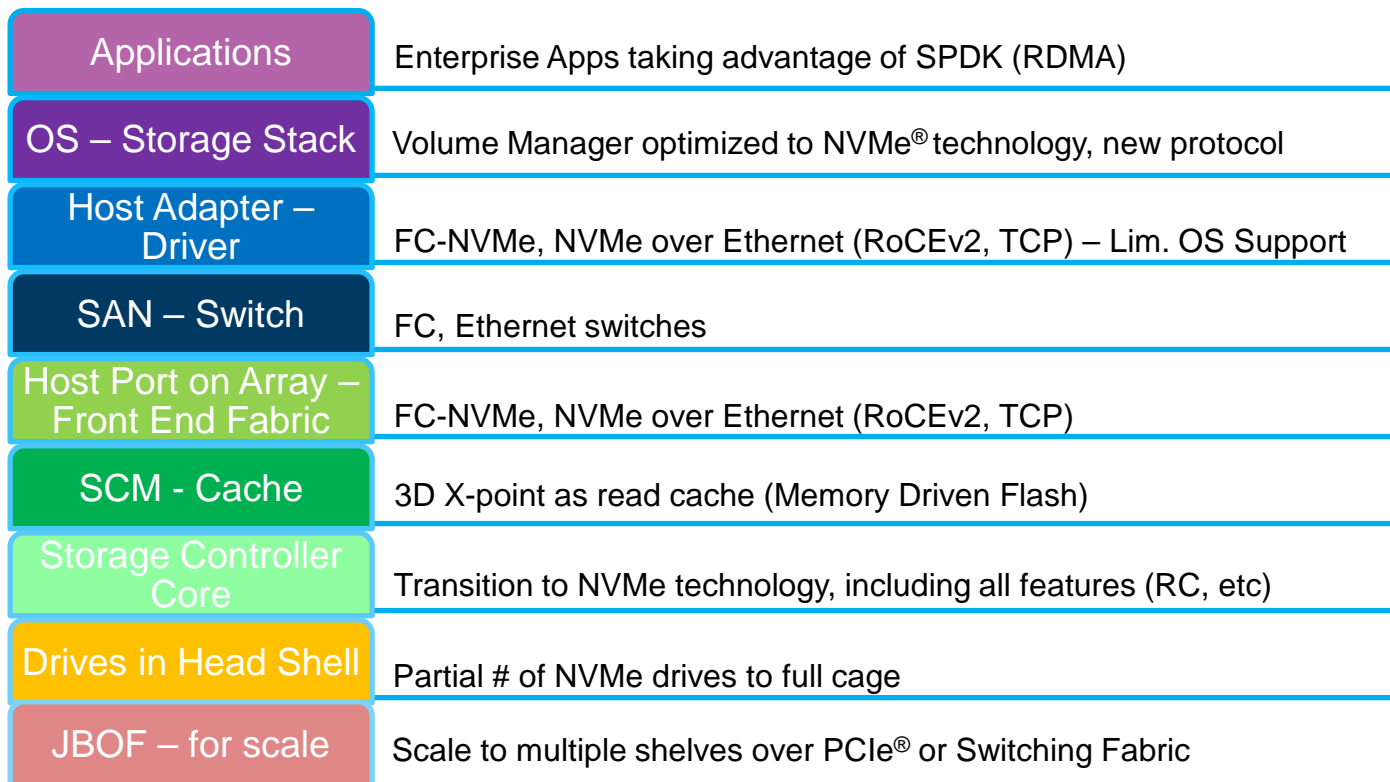 Applications
Enterprise Apps taking advantage of SPDK (RDMA)
OS – Storage Stack
Volume Manager optimized to NVMe® technology, new protocol
Host Adapter –
Driver
FC-NVMe, NVMe over Ethernet (RoCEv2, TCP) – Lim. OS Support
SAN – Switch
FC, Ethernet switches
Host Port on Array –
Front End Fabric
FC-NVMe, NVMe over Ethernet (RoCEv2, TCP)
SCM - Cache
3D X-point as read cache (Memory Driven Flash)
Storage Controller
Core
Transition to NVMe technology, including all features (RC, etc)
Drives in Head Shell
Partial # of NVMe drives to full cage
JBOF – for scale
Scale to multiple shelves over PCIe® or Switching Fabric